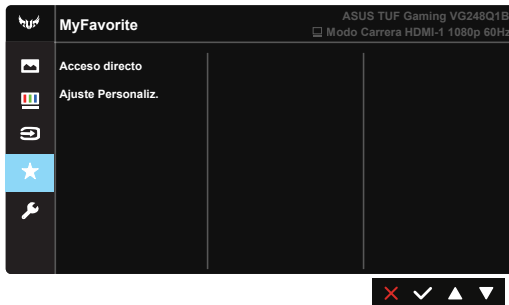 MyFavorite
ASUS TUF Gaming VG248Q1B
Modo Carrera HDMI-1 1080p 60Hz
Acceso directo
Ajuste Personaliz.